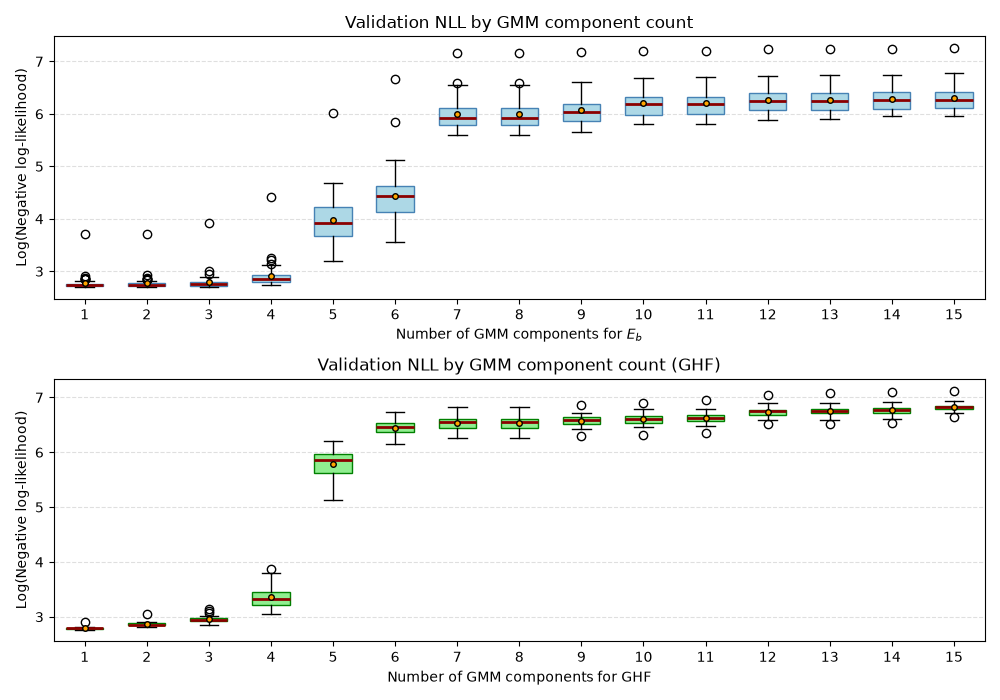 Validation NLL by GMM component count
Log(Negative log-likelihood)
7
6
5
4
3
1 2 3 4 5 6 7 8 9 10 11 12 13 14 15
Number of GMM components for E_b
Validation NLL by GMM component count (GHF)
Log(Negative log-likelihood)
7
6
5
4
3
1 2 3 4 5 6 7 8 9 10 11 12 13 14 15
Number of GMM components for GHF